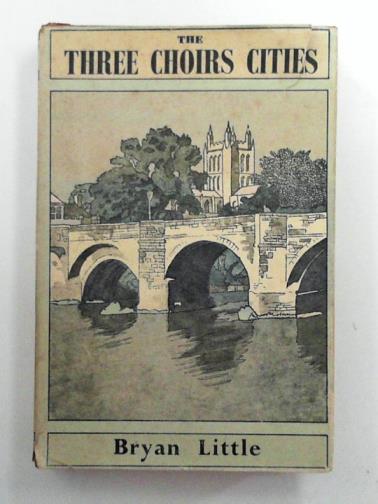 THE
THREE CHOIRS CITIES
Bryan Little